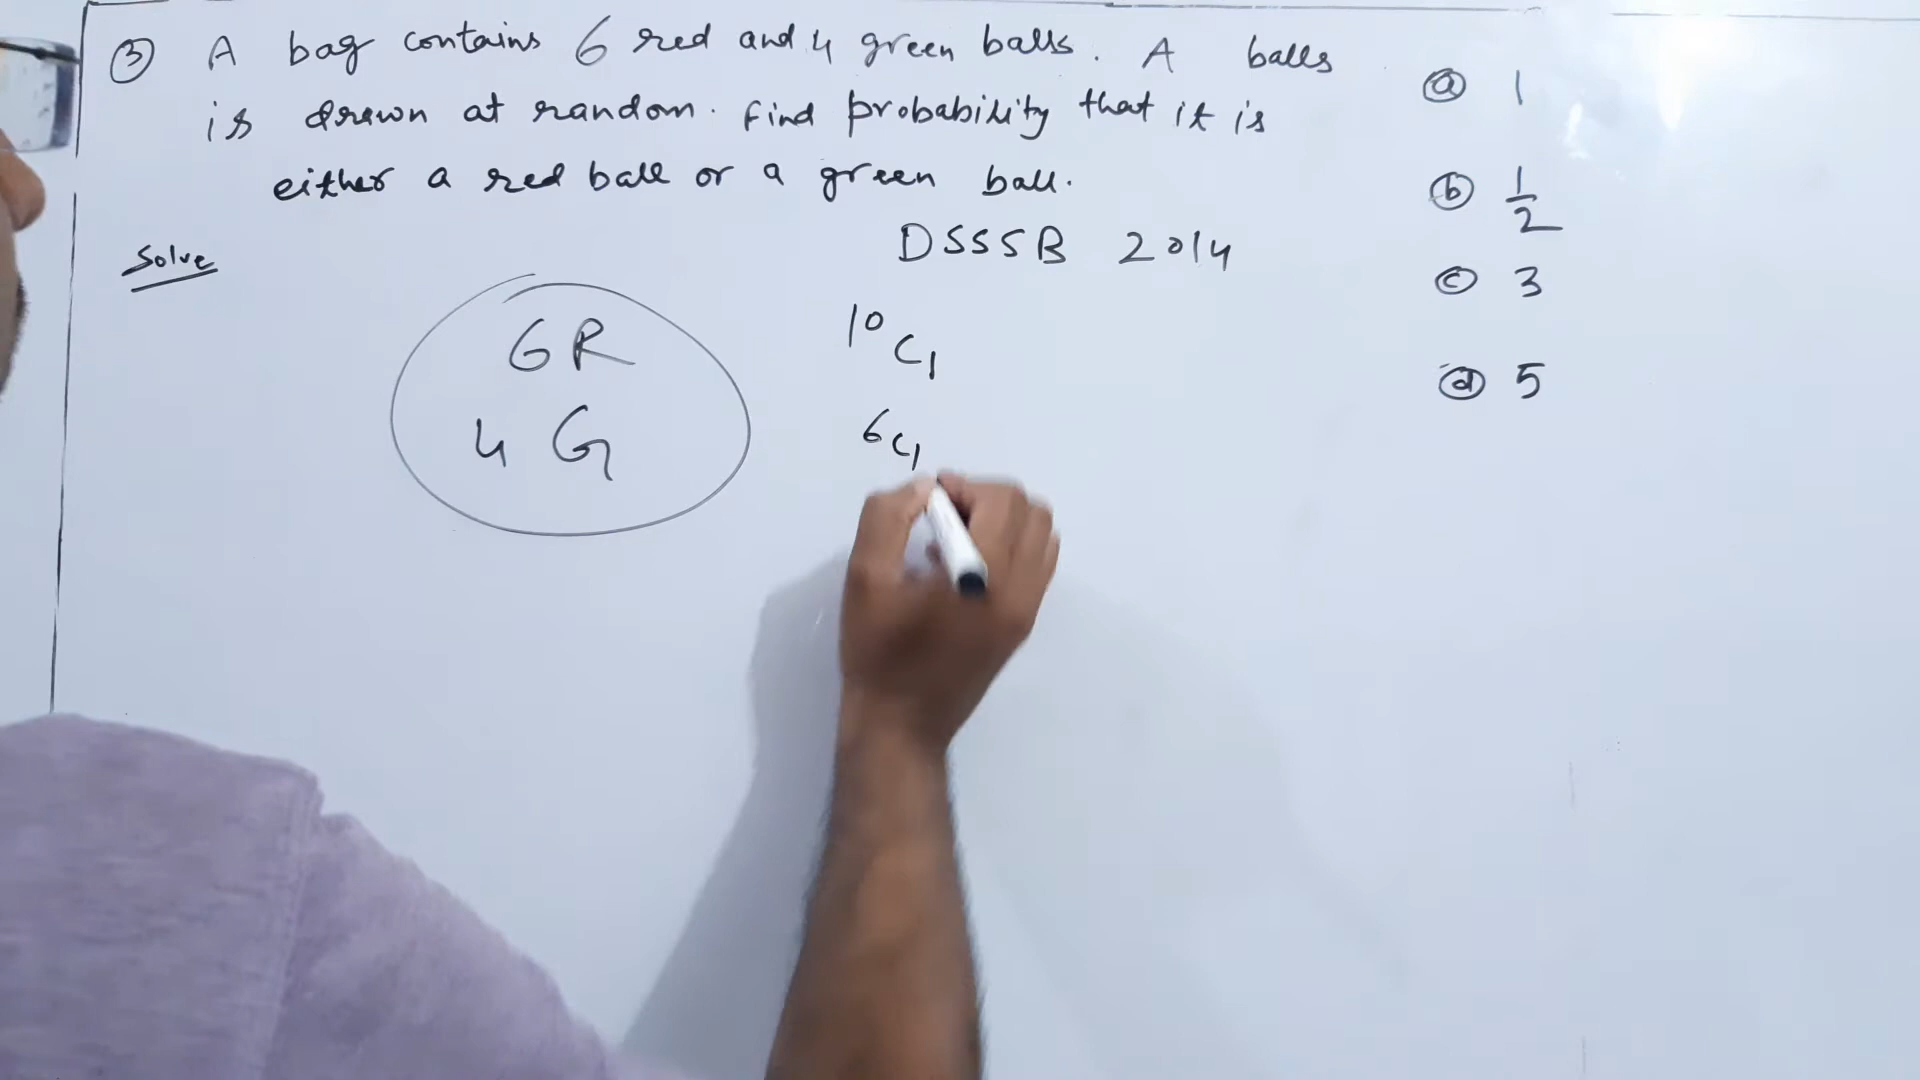 ③ A bag contains 6 red and 4 green balls. A balls
is drawn at random. find probability that it is
either a red ball or a green ball.
DSSSB 2014
ⓐ 1
ⓑ 1/2
ⓒ 3
ⓓ 5
Solve
6R
4 G
¹⁰C₁
⁶C₁